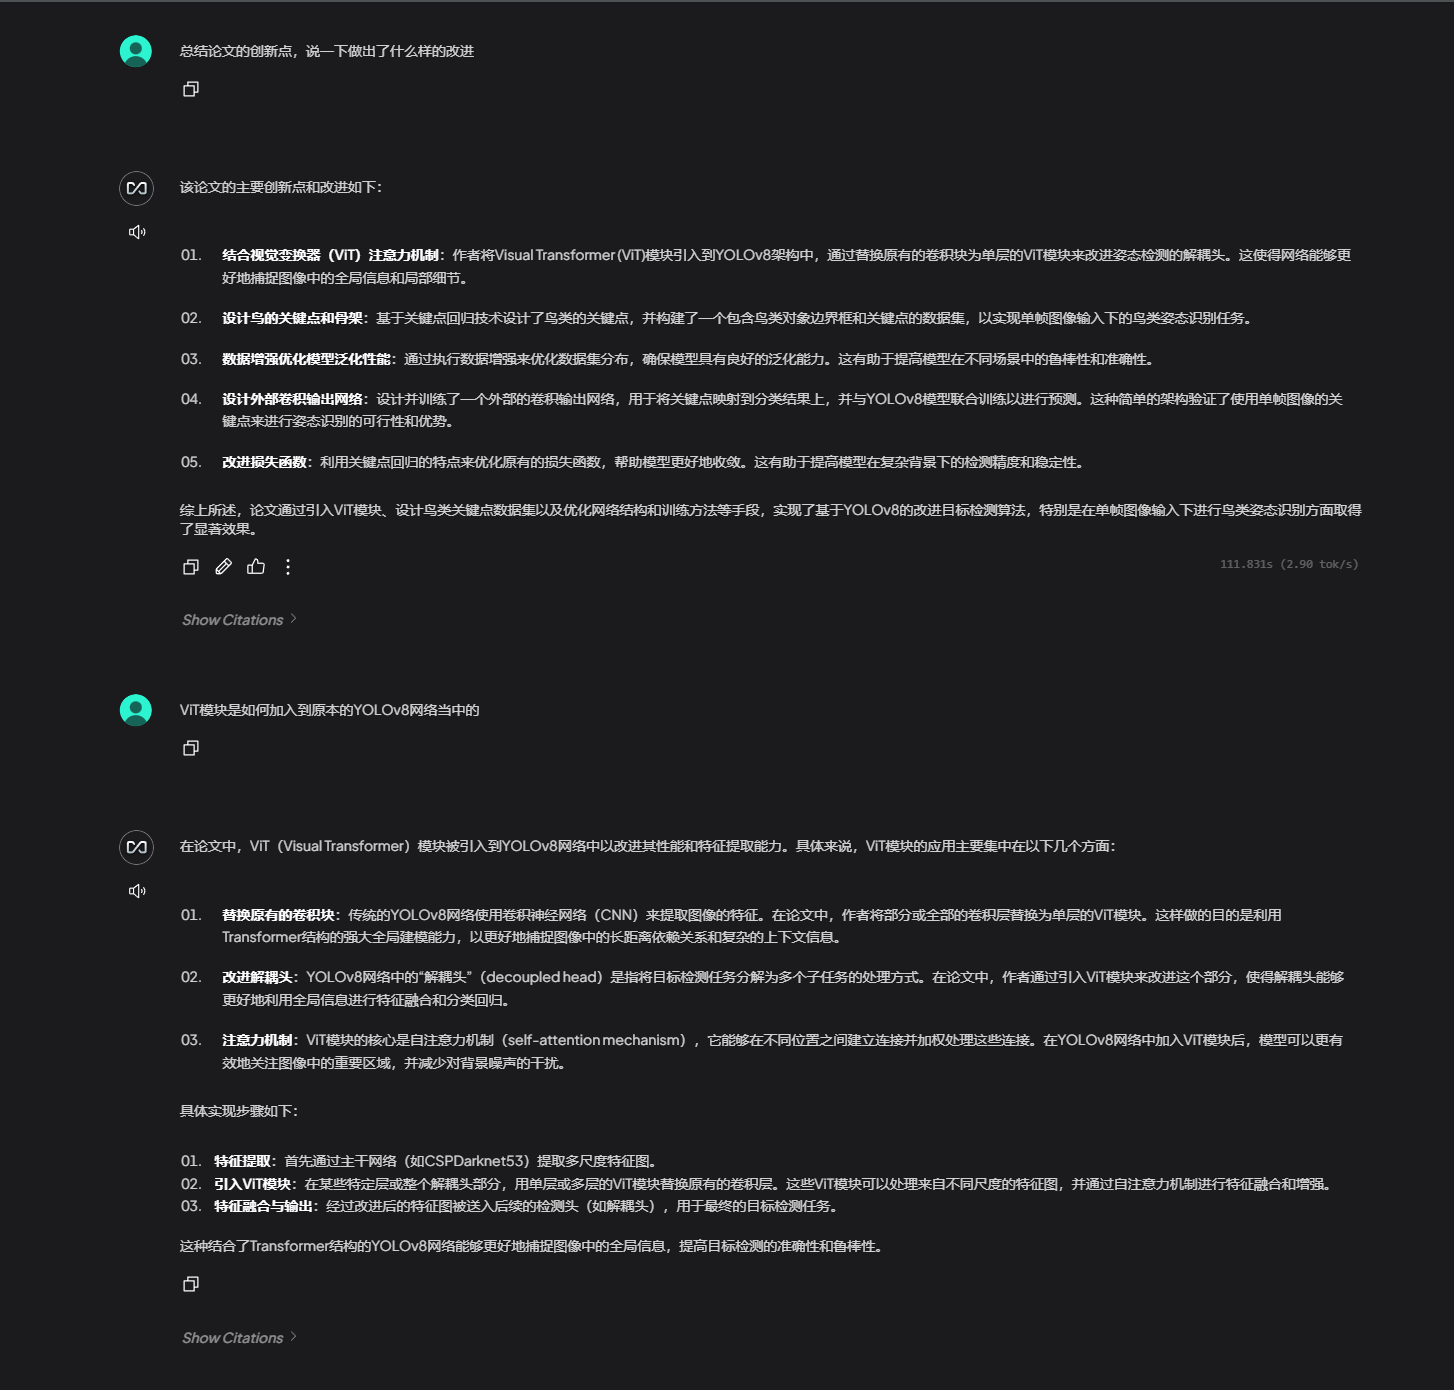 总结论文的创新点，说一下做出了什么样的改进
该论文的主要创新点和改进如下：
01. 结合视觉变换器（ViT）注意力机制：作者将Visual Transformer (ViT)模块引入到YOLOv8架构中，通过替换原有的卷积块为单层的ViT模块来改进姿态检测的解耦头。这使得网络能够更
好地捕捉图像中的全局信息和局部细节。
02. 设计鸟的关键点和骨架：基于关键点回归技术设计了鸟类的关键点，并构建了一个包含鸟类对象边界框和关键点的数据集，以实现单帧图像输入下的鸟类姿态识别任务。
03. 数据增强优化模型泛化性能：通过执行数据增强来优化数据集分布，确保模型具有良好的泛化能力。这有助于提高模型在不同场景中的鲁棒性和准确性。
04. 设计外部卷积输出网络：设计并训练了一个外部的卷积输出网络，用于将关键点映射到分类结果上，并与YOLOv8模型联合训练以进行预测。这种简单的架构验证了使用单帧图像的关
键点来进行姿态识别的可行性和优势。
05. 改进损失函数：利用关键点回归的特点来优化原有的损失函数，帮助模型更好地收敛。这有助于提高模型在复杂背景下的检测精度和稳定性。
综上所述，论文通过引入ViT模块、设计鸟类关键点数据集以及优化网络结构和训练方法等手段，实现了基于YOLOv8的改进目标检测算法，特别是在单帧图像输入下进行鸟类姿态识别方面取得
了显著效果。
111.831s (2.90 tok/s)
Show Citations
ViT模块是如何加入到原本的YOLOv8网络当中的
在论文中，ViT（Visual Transformer）模块被引入到YOLOv8网络中以改进其性能和特征提取能力。具体来说，ViT模块的应用主要集中在以下几个方面：
01. 替换原有的卷积块：传统的YOLOv8网络使用卷积神经网络（CNN）来提取图像的特征。在论文中，作者将部分或全部的卷积层替换为单层的ViT模块。这样做的目的是利用
Transformer结构的强大全局建模能力，以更好地捕捉图像中的长距离依赖关系和复杂的上下文信息。
02. 改进解耦头：YOLOv8网络中的“解耦头”（decoupled head）是指将目标检测任务分解为多个子任务的处理方式。在论文中，作者通过引入ViT模块来改进这个部分，使得解耦头能够
更好地利用全局信息进行特征融合和分类回归。
03. 注意力机制：ViT模块的核心是自注意力机制（self-attention mechanism），它能够在不同位置之间建立连接并加权处理这些连接。在YOLOv8网络中加入ViT模块后，模型可以更有
效地关注图像中的重要区域，并减少对背景噪声的干扰。
具体实现步骤如下：
01. 特征提取：首先通过主干网络（如CSPDarknet53）提取多尺度特征图。
02. 引入ViT模块：在某些特定层或整个解耦头部分，用单层或多层的ViT模块替换原有的卷积层。这些ViT模块可以处理来自不同尺度的特征图，并通过自注意力机制进行特征融合和增强。
03. 特征融合与输出：经过改进后的特征图被送入后续的检测头（如解耦头），用于最终的目标检测任务。
这种结合了Transformer结构的YOLOv8网络能够更好地捕捉图像中的全局信息，提高目标检测的准确性和鲁棒性。
Show Citations